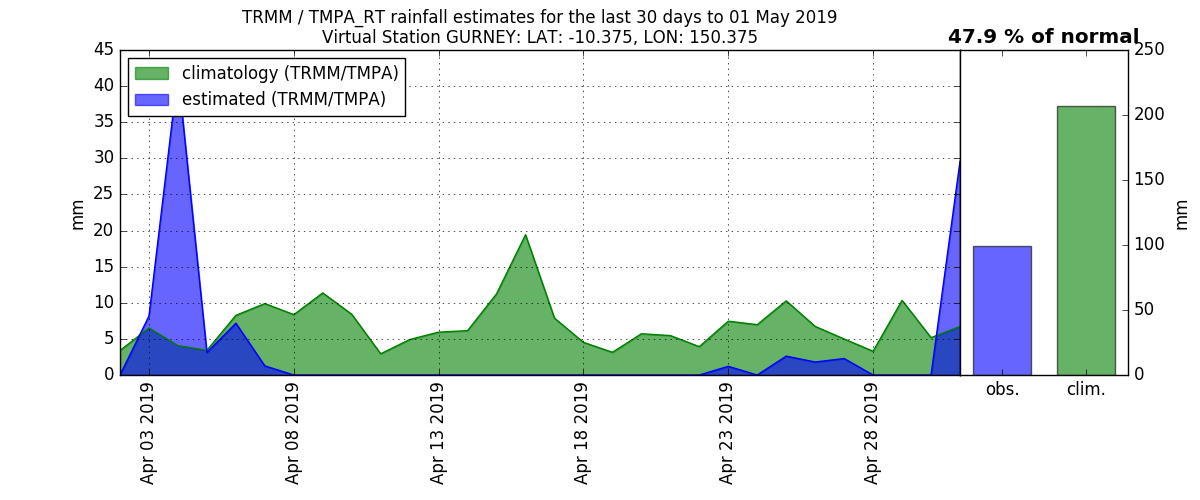 TRMM / TMPA_RT rainfall estimates for the last 30 days to 01 May 2019
Virtual Station GURNEY: LAT: -10.375, LON: 150.375
47.9 % of normal
climatology (TRMM/TMPA)
estimated (TRMM/TMPA)
mm
45
40
35
30
25
20
15
10
5
0
Apr 03 2019
Apr 08 2019
Apr 13 2019
Apr 18 2019
Apr 23 2019
Apr 28 2019
obs.
clim.
250
200
150
100
50
0
mm